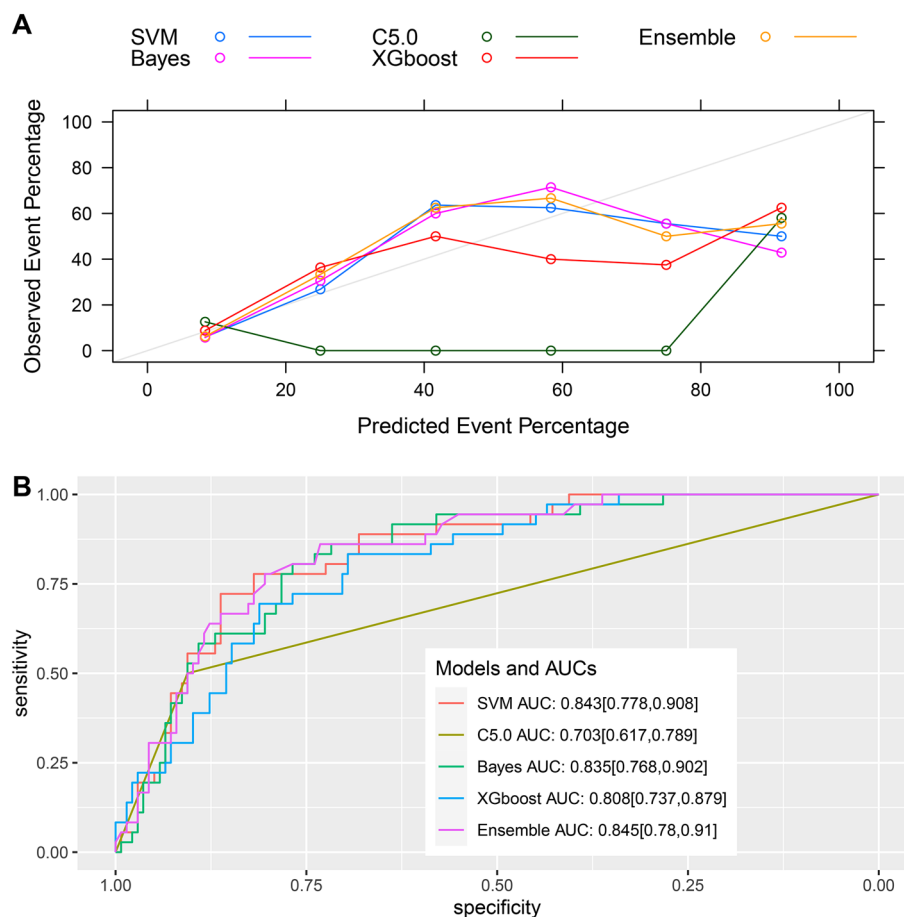 A
SVM C5.0 Ensemble
Bayes XGboost
Observed Event Percentage
100
80
60
40
20
0
0 20 40 60 80 100
Predicted Event Percentage
B
sensitivity
1.00
0.75
0.50
0.25
0.00
Models and AUCs
SVM AUC: 0.843[0.778,0.908]
C5.0 AUC: 0.703[0.617,0.789]
Bayes AUC: 0.835[0.768,0.902]
XGboost AUC: 0.808[0.737,0.879]
Ensemble AUC: 0.845[0.78,0.91]
1.00 0.75 0.50 0.25 0.00
specificity